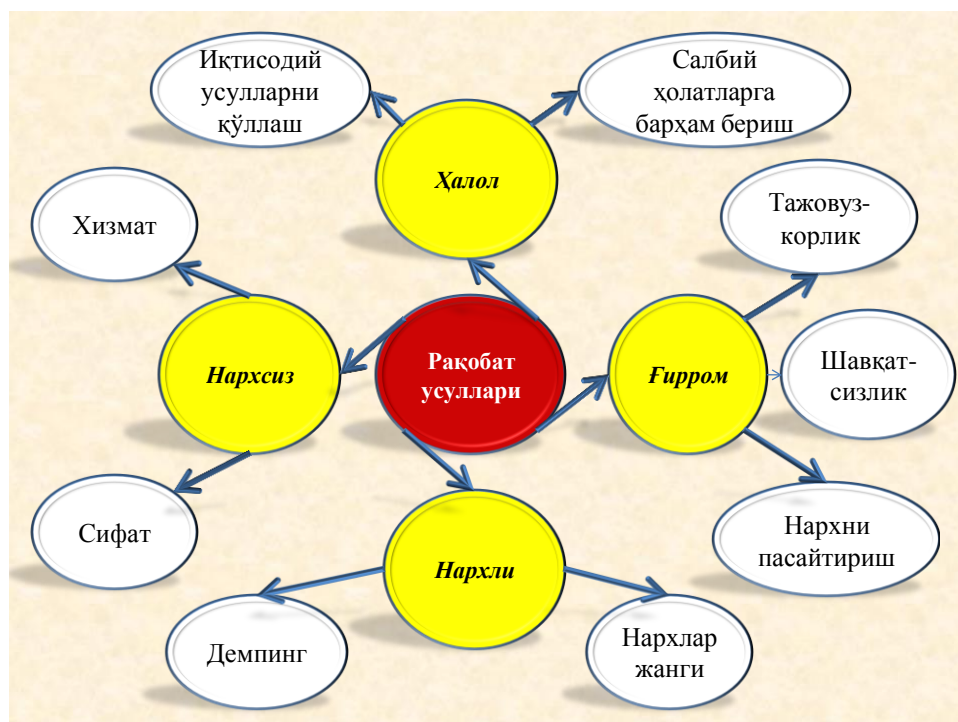 Иқтисодий
усулларни
қўллаш
Салбий
ҳолатларга
барҳам бериш
Ҳалол
Хизмат
Тажовуз-
корлик
Нархсиз
Рақобат
усуллари
Ғирром
Шавқат-
сизлик
Сифат
Нархли
Нархни
пасайтириш
Демпинг
Нархлар
жанги